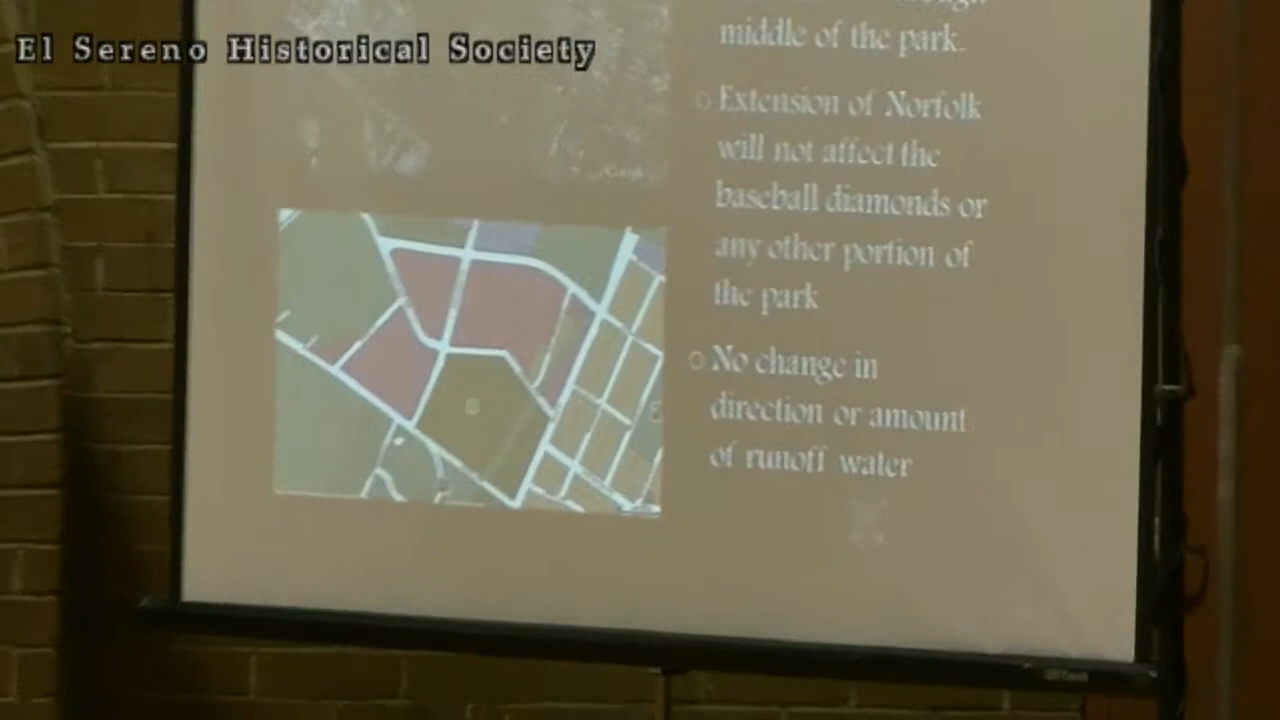 El Sereno Historical Society
middle of the park.
Extension of Norfolk
will not affect the
baseball diamonds or
any other portion of
the park
No change in
direction or amount
of runoff water